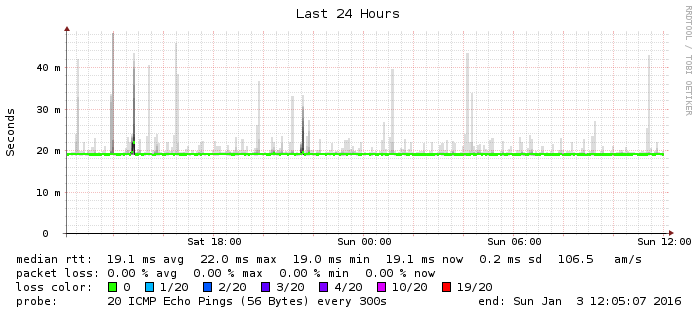 Last 24 Hours
RRDTOOL / TOBI OETIKER
Seconds
40 m
30 m
20 m
10 m
0
Sat 18:00 Sun 00:00 Sun 06:00 Sun 12:00
median rtt: 19.1 ms avg 22.0 ms max 19.0 ms min 19.1 ms now 0.2 ms sd 106.5 am/s
packet loss: 0.00 % avg 0.00 % max 0.00 % min 0.00 % now
loss color: 0 1/20 2/20 3/20 4/20 10/20 19/20
probe: 20 ICMP Echo Pings (56 Bytes) every 300s end: Sun Jan 3 12:05:07 2016